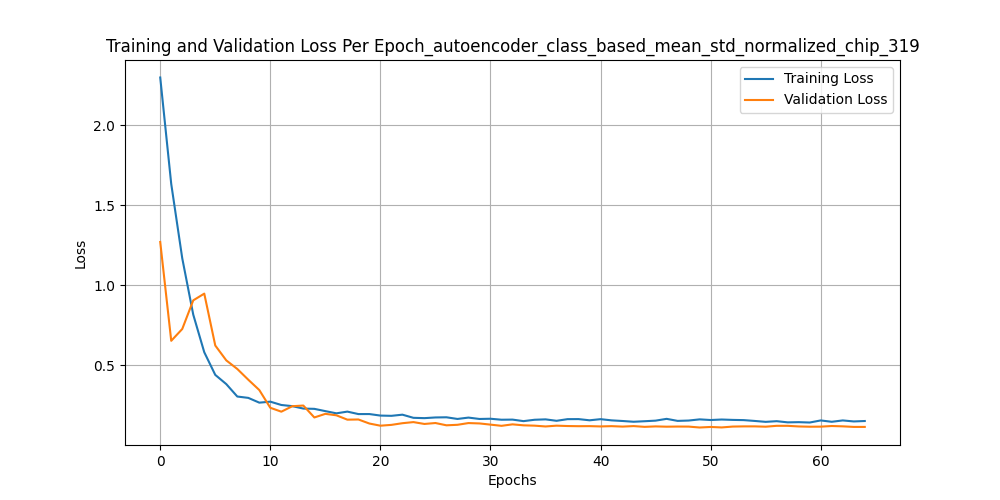 Training and Validation Loss Per Epoch_autoencoder_class_based_mean_std_normalized_chip_319
Training Loss
Validation Loss
2.0
1.5
1.0
0.5
Loss
0 10 20 30 40 50 60
Epochs